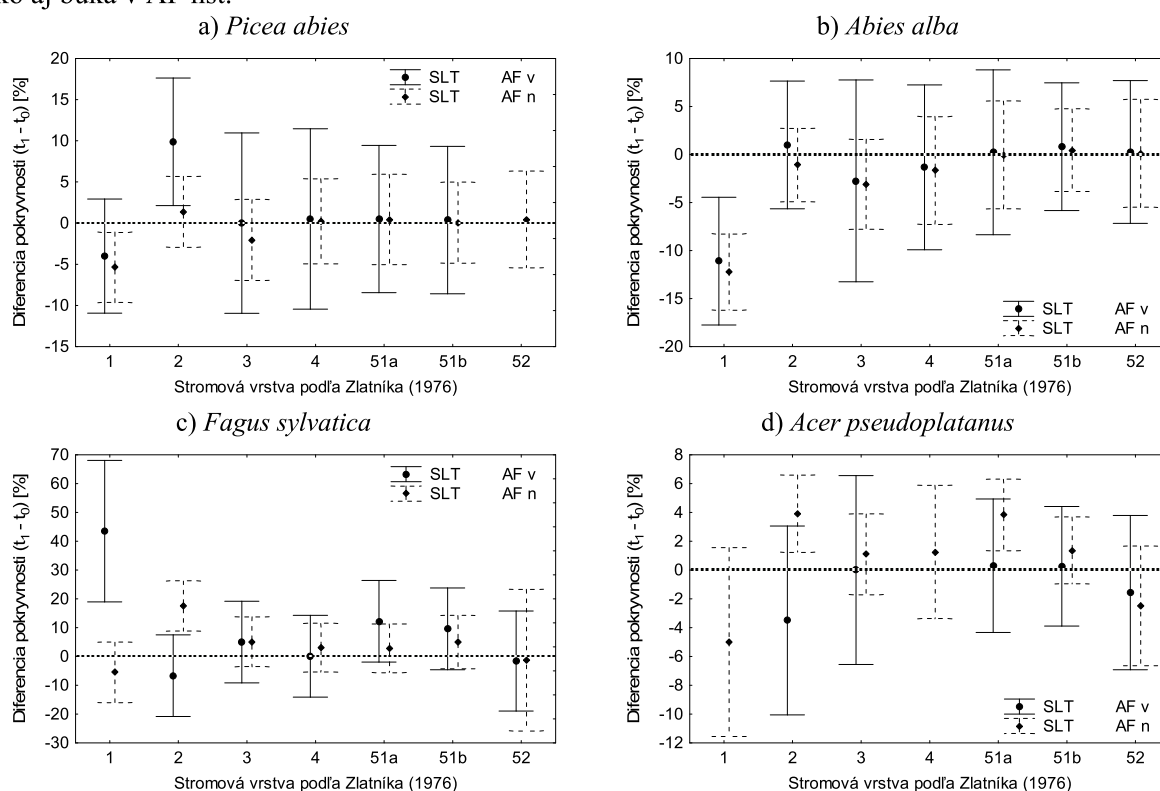 ko aj buka v AF nst.
a) Picea abies
Diferencia pokryvnosti (t1 - t0) [%]
20
15
10
5
0
-5
-10
-15
SLT AF v
SLT AF n
1 2 3 4 51a 51b 52
Stromová vrstva podľa Zlatníka (1976)
b) Abies alba
Diferencia pokryvnosti (t1 - t0) [%]
10
5
0
-5
-10
-15
-20
SLT AF v
SLT AF n
1 2 3 4 51a 51b 52
Stromová vrstva podľa Zlatníka (1976)
c) Fagus sylvatica
Diferencia pokryvnosti (t1 - t0) [%]
70
60
50
40
30
20
10
0
-10
-20
-30
SLT AF v
SLT AF n
1 2 3 4 51a 51b 52
Stromová vrstva podľa Zlatníka (1976)
d) Acer pseudoplatanus
Diferencia pokryvnosti (t1 - t0) [%]
8
6
4
2
0
-2
-4
-6
-8
-10
-12
SLT AF v
SLT AF n
1 2 3 4 51a 51b 52
Stromová vrstva podľa Zlatníka (1976)